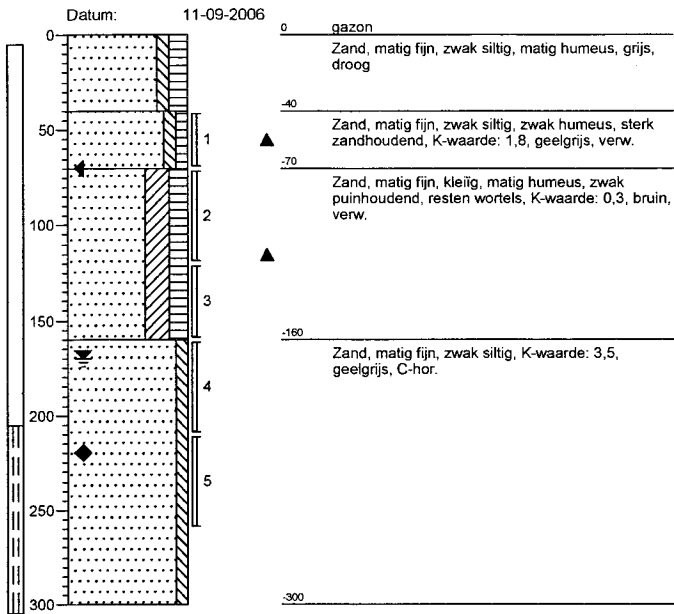 Datum: 11-09-2006
0
50
100
150
200
250
300
1
2
3
4
5
0 gazon
Zand, matig fijn, zwak siltig, matig humeus, grijs,
droog
-40
Zand, matig fijn, zwak siltig, zwak humeus, sterk
zandhoudend, K-waarde: 1,8, geelgrijs, verw.
-70
Zand, matig fijn, kleiïg, matig humeus, zwak
puinhoudend, resten wortels, K-waarde: 0,3, bruin,
verw.
-160
Zand, matig fijn, zwak siltig, K-waarde: 3,5,
geelgrijs, C-hor.
-300